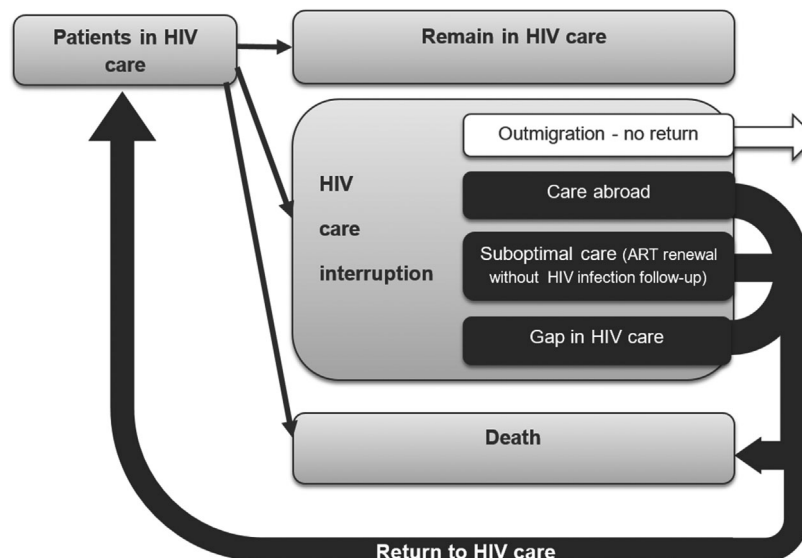 Patients in HIV
care
Remain in HIV care
Outmigration - no return
HIV
care
interruption
Care abroad
Suboptimal care (ART renewal
without HIV infection follow-up)
Gap in HIV care
Death
Return to HIV care